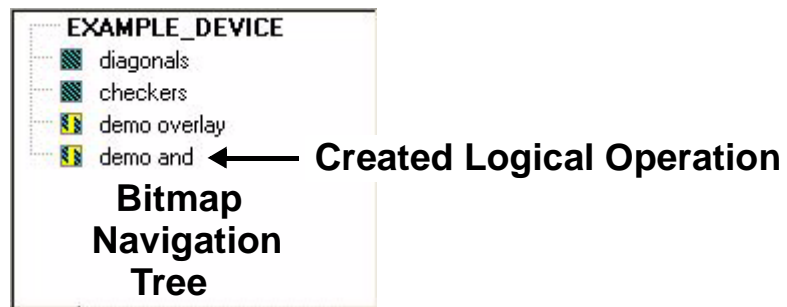 EXAMPLE_DEVICE
diagonals
checkers
demo overlay
demo and
Created Logical Operation
Bitmap
Navigation
Tree